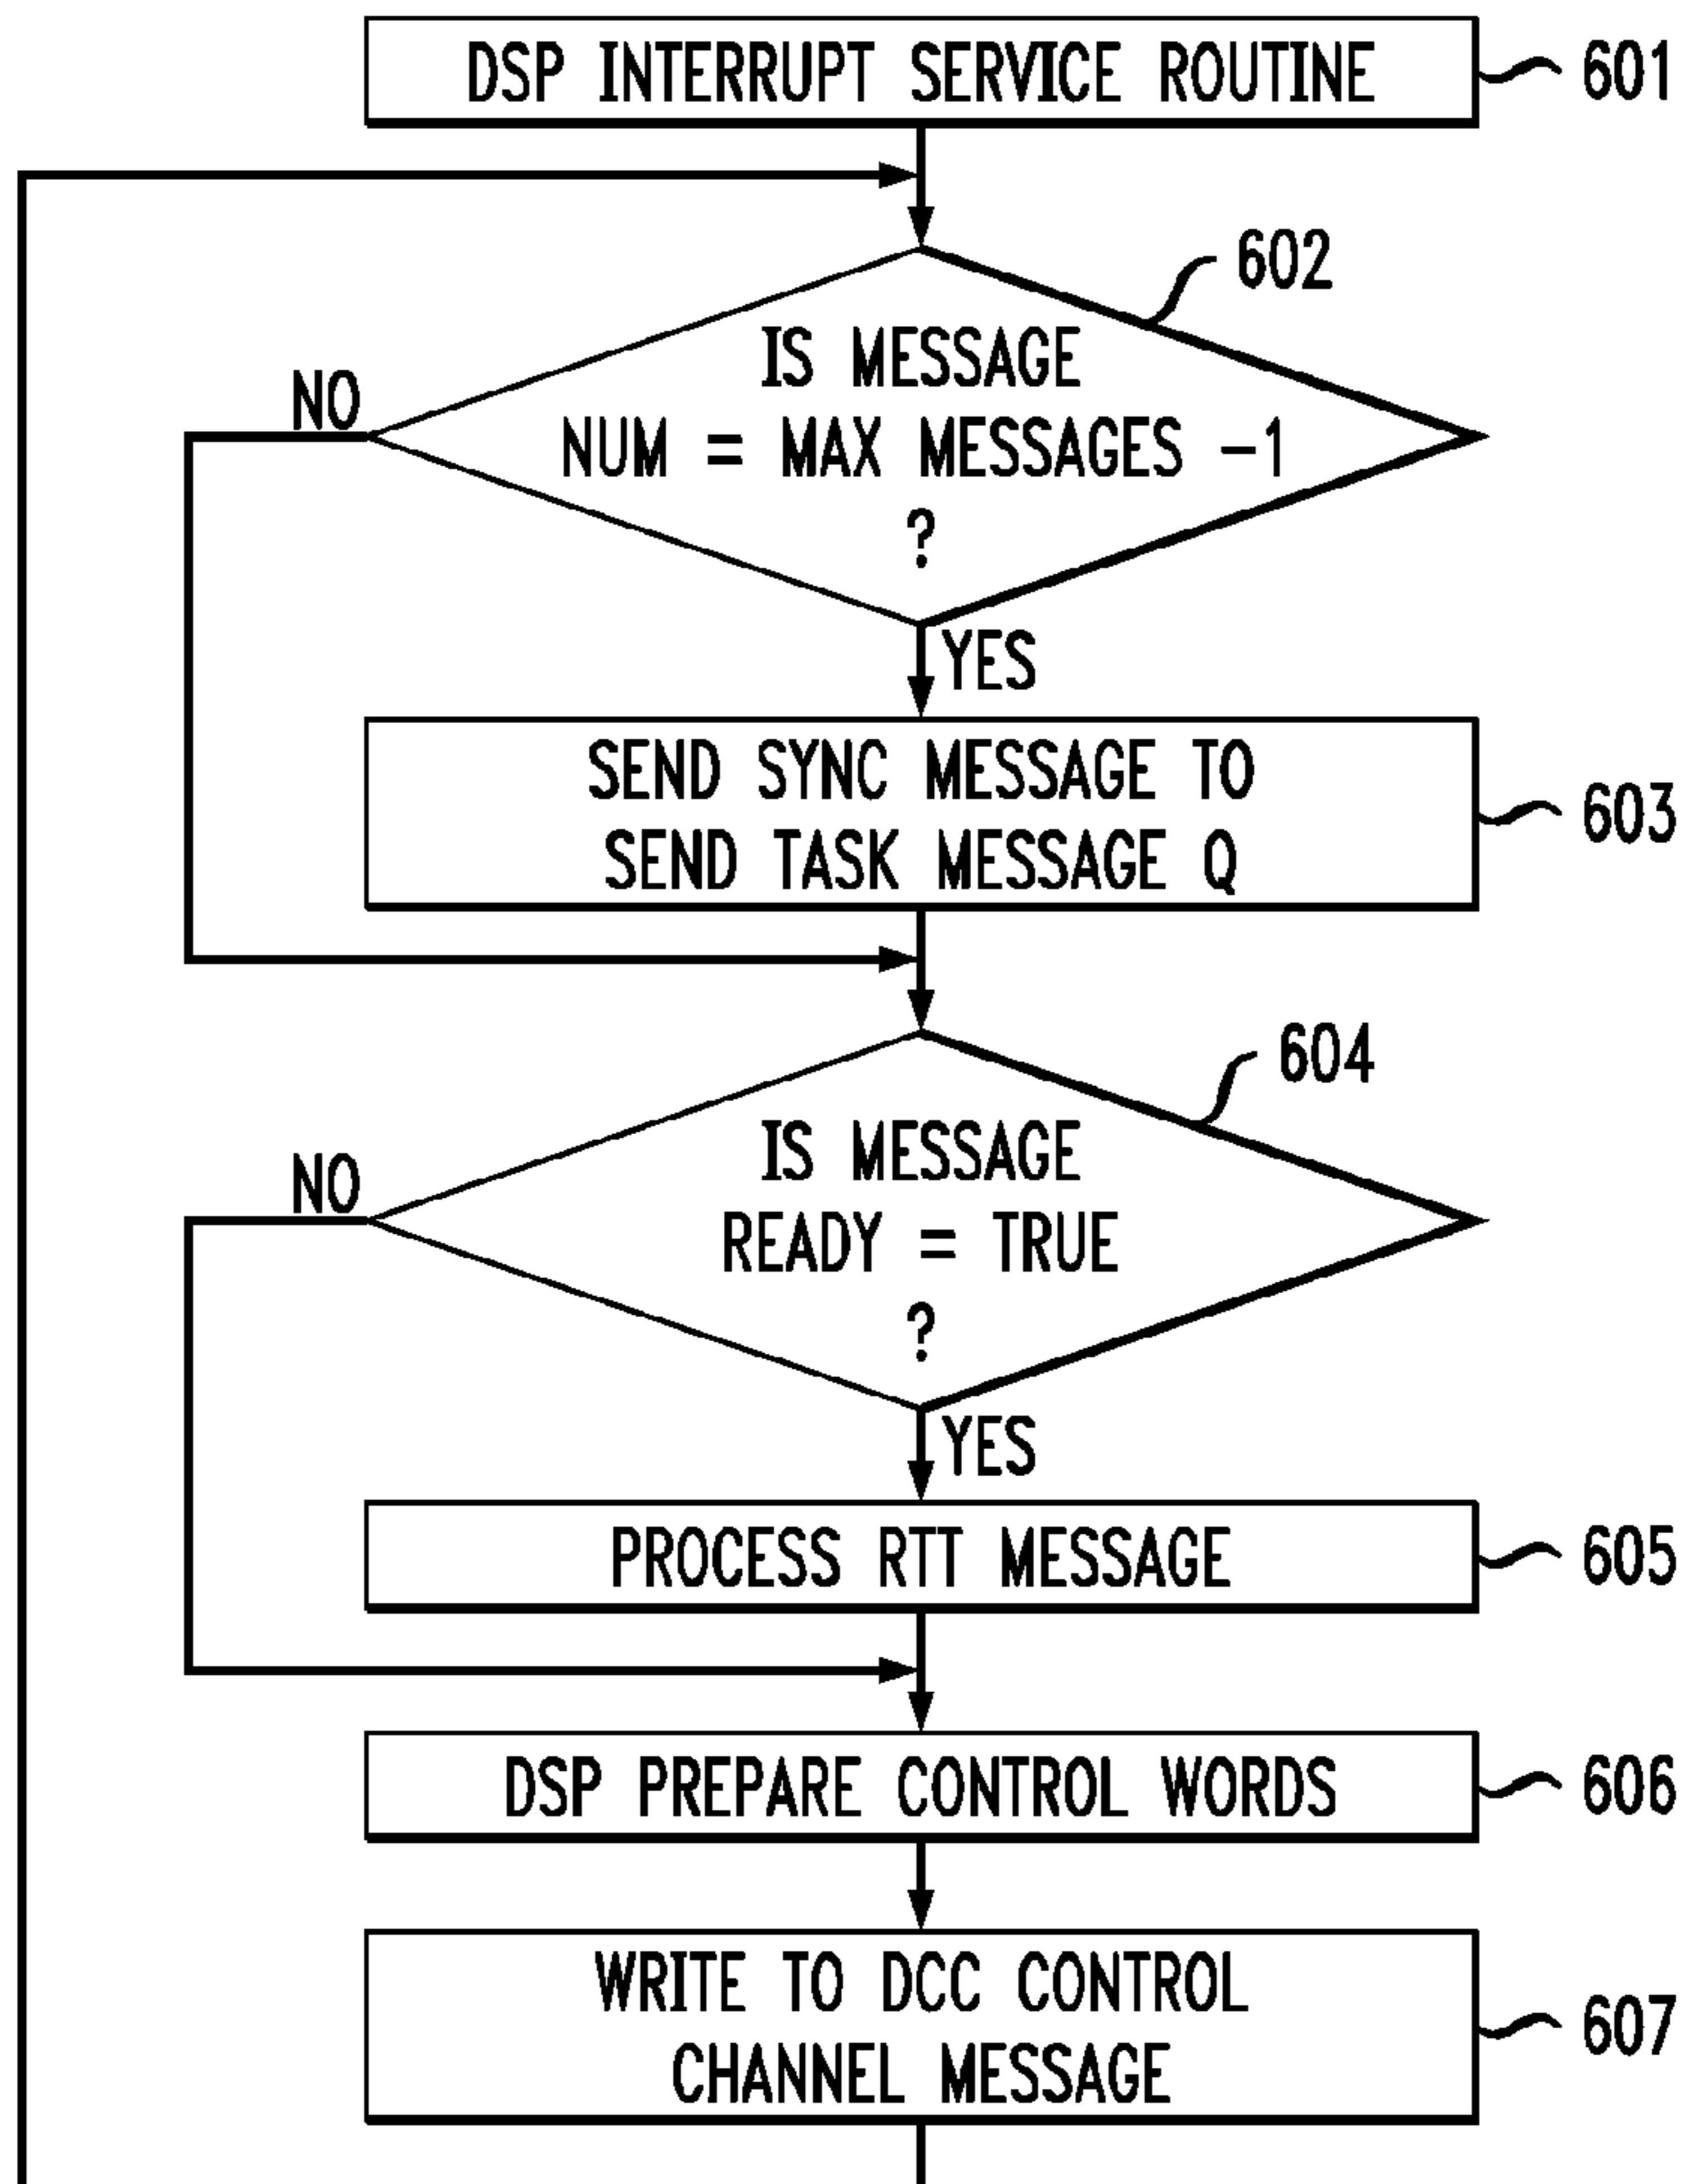 DSP INTERRUPT SERVICE ROUTINE
601
602
IS MESSAGE
NUM = MAX MESSAGES -1
?
NO
YES
SEND SYNC MESSAGE TO
SEND TASK MESSAGE Q
603
604
IS MESSAGE
READY = TRUE
?
NO
YES
PROCESS RTT MESSAGE
605
DSP PREPARE CONTROL WORDS
606
WRITE TO DCC CONTROL
CHANNEL MESSAGE
607